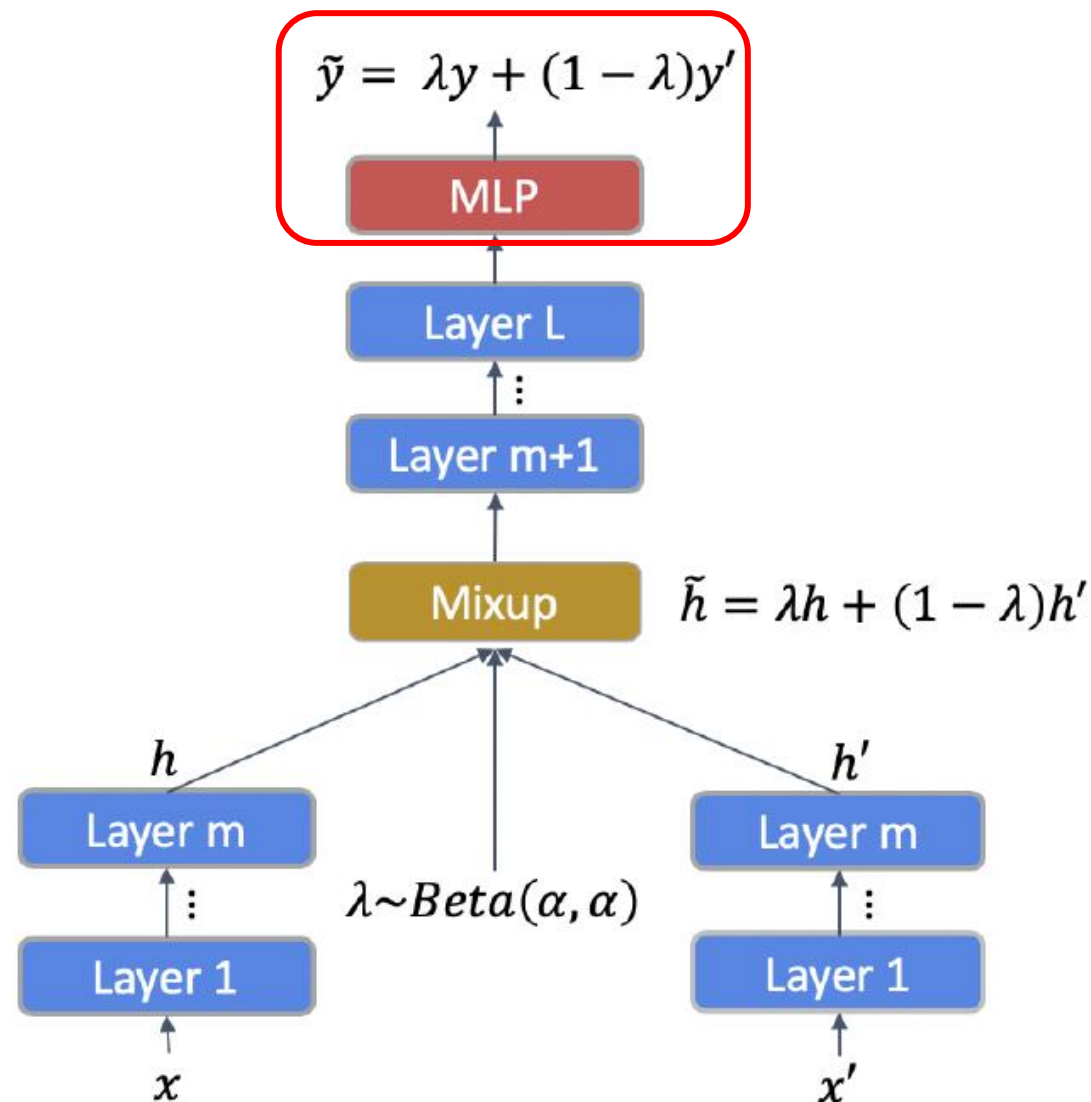 ỹ = λy + (1 − λ)y′
MLP
Layer L
⋮
Layer m+1
Mixup
h̃ = λh + (1 − λ)h′
h
h′
Layer m
Layer m
⋮
⋮
λ~Beta(α, α)
Layer 1
Layer 1
x
x′